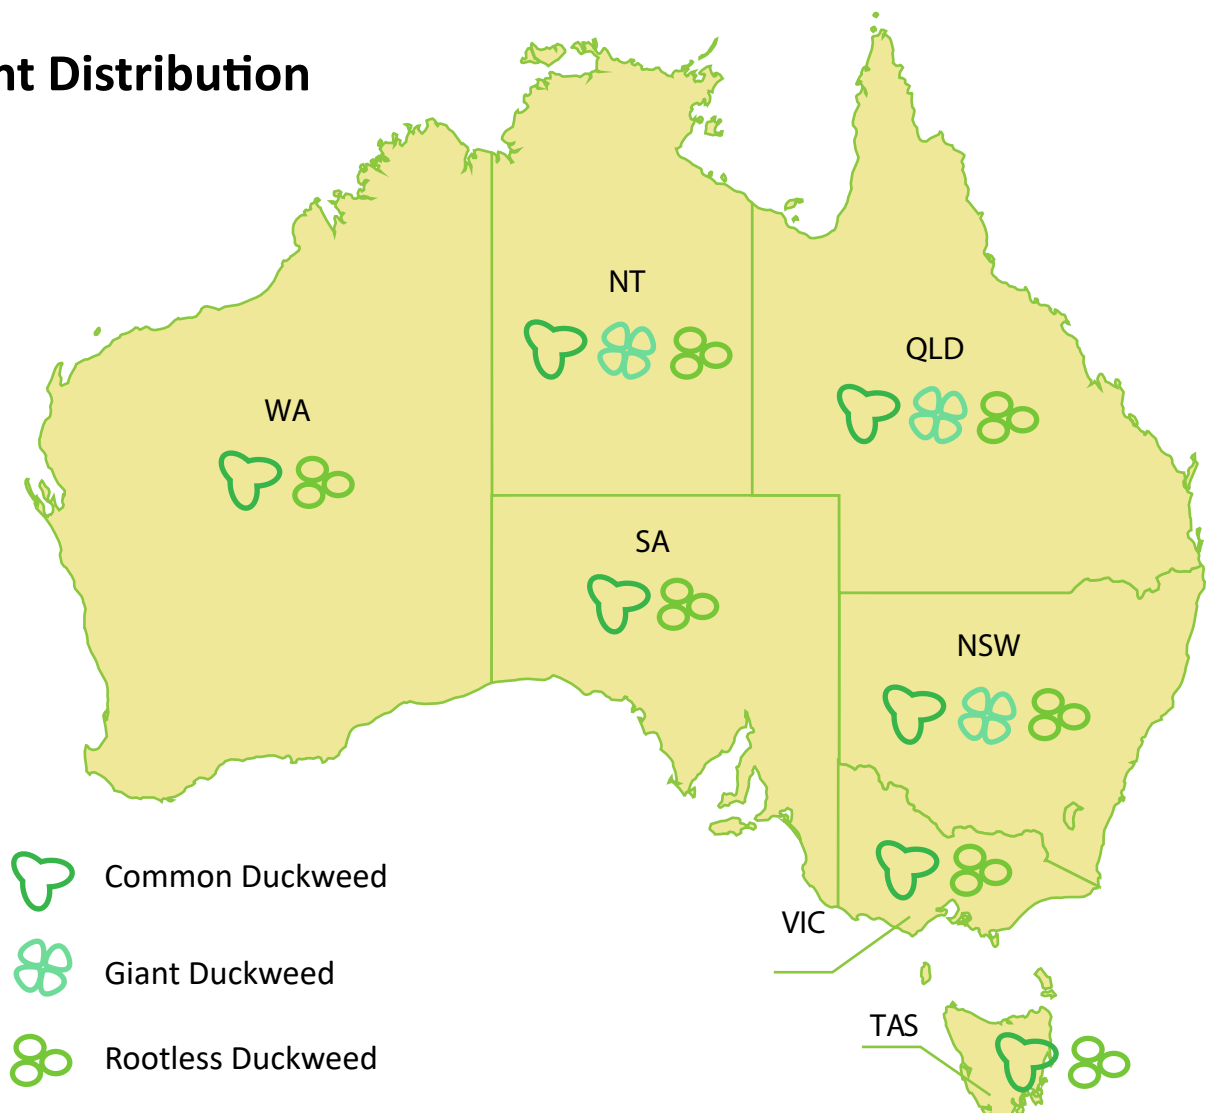 nt Distribution
NT
QLD
WA
SA
NSW
Common Duckweed
VIC
Giant Duckweed
TAS
Rootless Duckweed